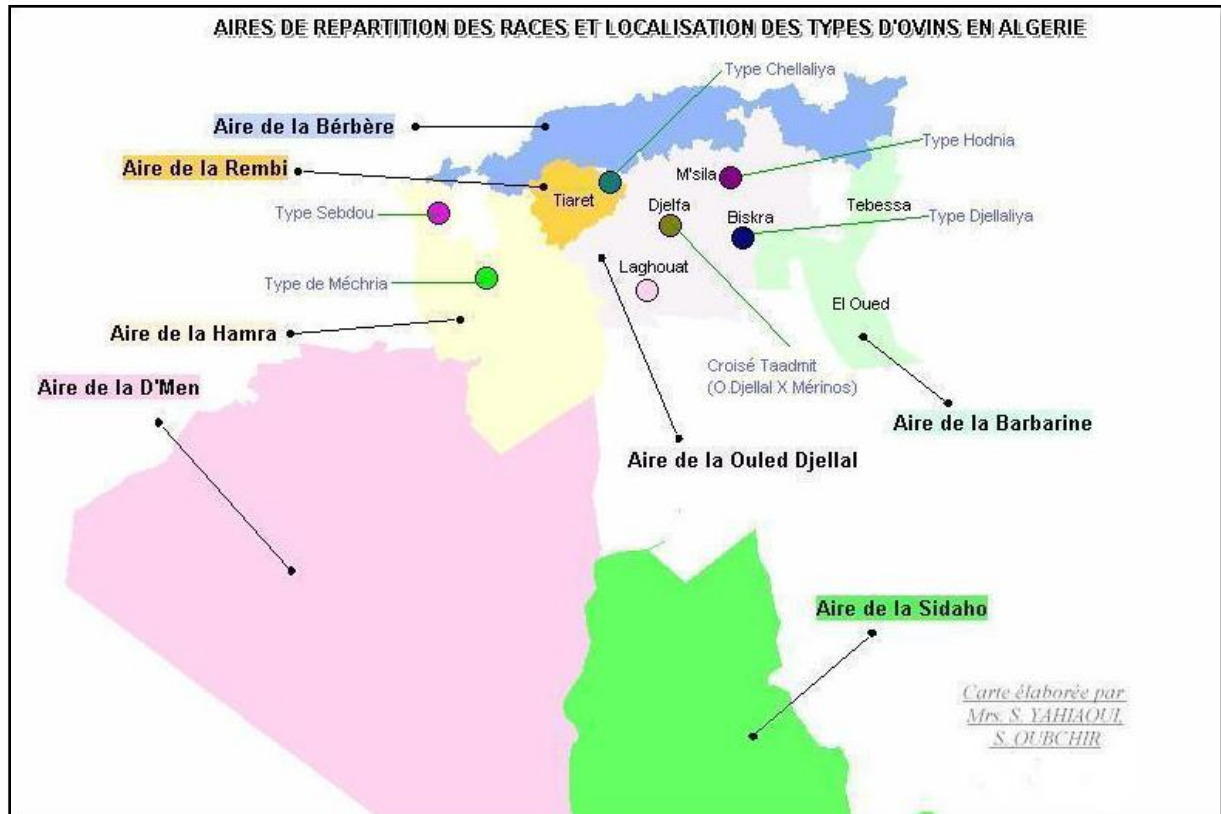 AIRES DE REPARTITION DES RACES ET LOCALISATION DES TYPES D'OVINS EN ALGERIE
Type Chellaliya
Aire de la Bérbère
Type Hodnia
Aire de la Rembi
M'sila
Tiaret
Type Sebdou
Djelfa
Biskra
Tebessa
Type Djellaliya
Laghouat
Type de Méchria
El Oued
Aire de la Hamra
Croisé Taadmit
(O.Djellal X Mérinos)
Aire de la D'Men
Aire de la Barbarine
Aire de la Ouled Djellal
Aire de la Sidaho
Carte élaborée par
Mrs. S. YAHIAOUI,
S. OUBCHIR